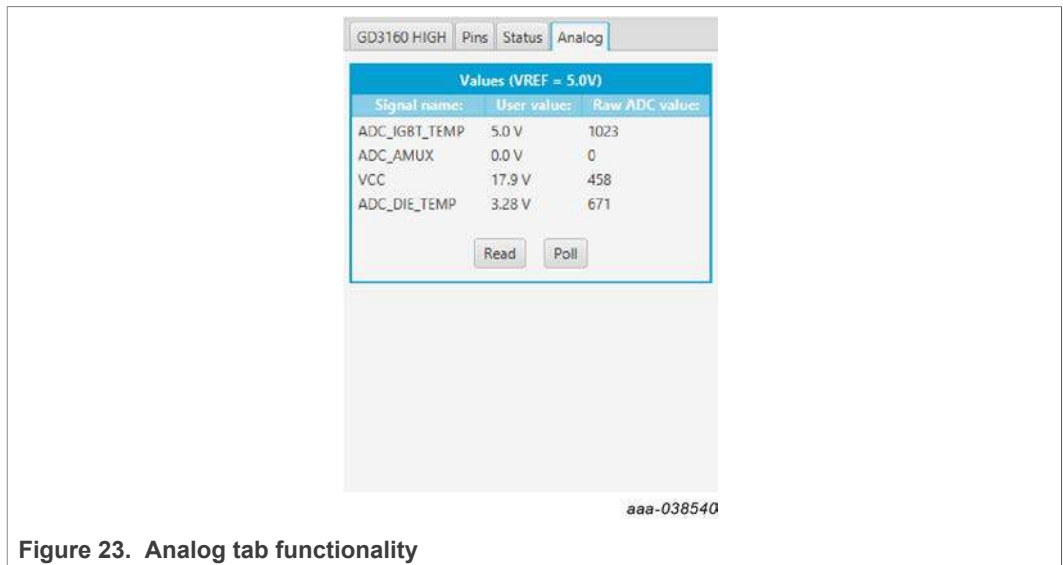 GD3160 HIGH Pins Status Analog
Values (VREF = 5.0V)
Signal name: User value: Raw ADC value:
ADC_IGBT_TEMP 5.0 V 1023
ADC_AMUX 0.0 V 0
VCC 17.9 V 458
ADC_DIE_TEMP 3.28 V 671
Read Poll
aaa-038540
Figure 23. Analog tab functionality